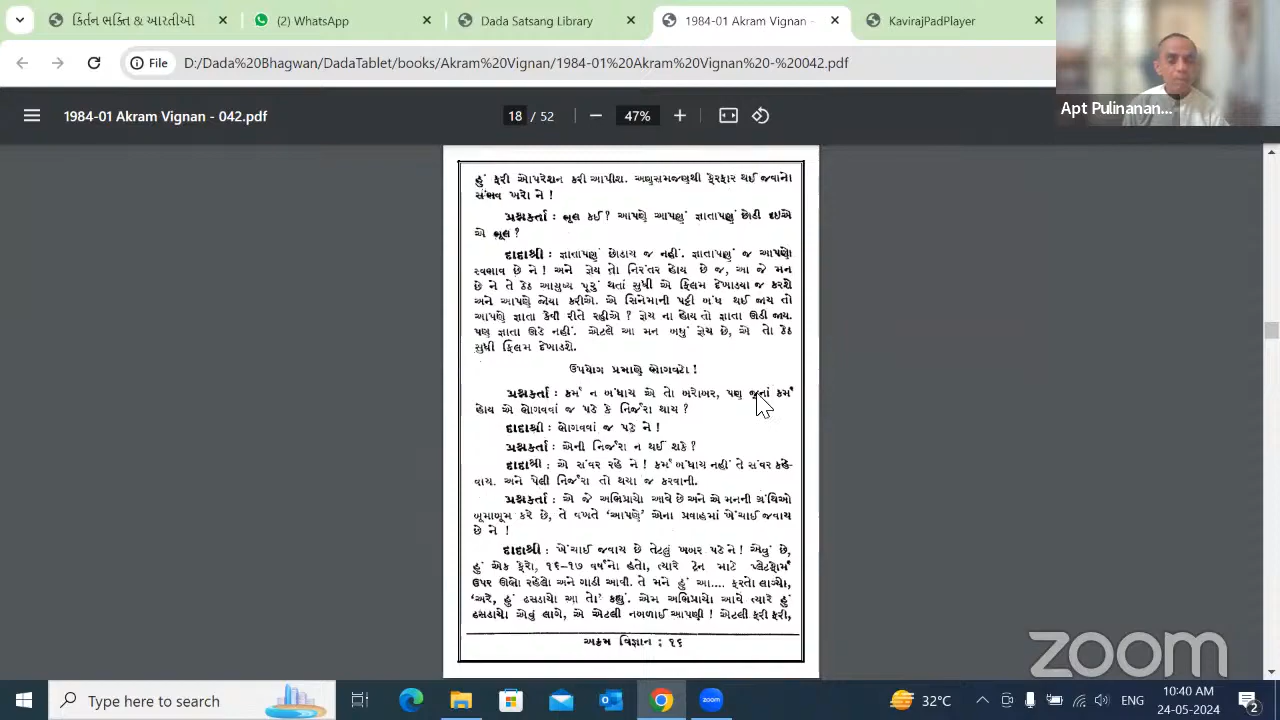 કિર્તન ભક્તિ & આરતીઓ
(2) WhatsApp
Dada Satsang Library
1984-01 Akram Vignan -
KavirajPadPlayer
File
D:/Dada%20Bhagwan/DadaTablet/books/Akram%20Vignan/1984-01%20Akram%20Vignan%20-%20042.pdf
Apt Pulinanan...
1984-01 Akram Vignan - 042.pdf
18 / 52
47%
હું ફરી ઓપરેશન કરી આપીશ. અણુસમજણથી ફેરફાર થઈ જવાનો
સંભવ ખરો ને !
પ્રશ્નકર્તા : ભૂલ કઈ? આપણે આપણું જ્ઞાતાપણું છોડી દઇએ
એ ભૂલ ?
દાદાશ્રી : જ્ઞાતાપણું છોડાય જ નહીં. જ્ઞાતાપણું જ આપણો
સ્વભાવ છે ને ! અને જ્ઞેય તો નિરંતર હોય છે જ, આ જે મન
છે ને તે ઠેઠ આયુષ્ય પૂરું થતાં સુધી એ ફિલમ દેખાડયા જ કરશે
અને આપણે જોયા કરીએ. એ સિનેમાની પટ્ટી બંધ થઈ જાય તો
આપણે જ્ઞાતા કેવી રીતે રહીએ ? જ્ઞેય ના હોય તો જ્ઞાતા ઊડી જાય.
પણ જ્ઞાતા ઊડે નહીં. એટલે આ મન બધું જ્ઞેય છે, એ તો ઠેઠ
સુધી ફિલમ દેખાડશે.
ઉપયોગ પ્રમાણે ભોગવટો !
પ્રશ્નકર્તા : કર્મ ન બંધાય એ તો બરોબર, પણ જૂનાં કર્મ
હોય એ ભોગવવાં જ પડે કે નિર્જરા થાય ?
દાદાશ્રી : ભોગવવાં જ પડે ને !
પ્રશ્નકર્તા : એની નિર્જરા ન થઈ શકે ?
દાદાશ્રી : એ સંવર રહે ને ! કર્મ બંધાય નહીં તે સંવર કહે-
વાય. અને પેલી નિર્જરા તો થયા જ કરવાની.
પ્રશ્નકર્તા : એ જે અભિપ્રાયો આવે છે અને એ મનની ગ્રંથિઓ
બૂમાબૂમ કરે છે, તે વખતે ‘આપણે’ એના પ્રવાહમાં ખેંચાઈ જવાય
છે ને !
દાદાશ્રી : ખેંચાઈ જવાય છે તેટલું ખબર પડે ને ! એવું છે,
હું એક ફેરો, ૧૬-૧૭ વર્ષનો હતો, ત્યારે ટ્રેન માટે પ્લેટફોર્મ
ઉપર ઊભો રહેલો અને ગાડી આવી. તે મને હું આ.... ફરતો લાગ્યો,
‘અરે, હું ઢસડાયો આ તો’ કહ્યું. એમ અભિપ્રાયો આવે ત્યારે હું
ઢસડાયો એવું લાગે, એ એટલી નબળાઈ આપણી ! એટલી ફરી ફરી,
અક્રમ વિજ્ઞાન : ૧૬
zoom
Type here to search
zoom
32°C
ENG
10:40 AM
24-05-2024
2